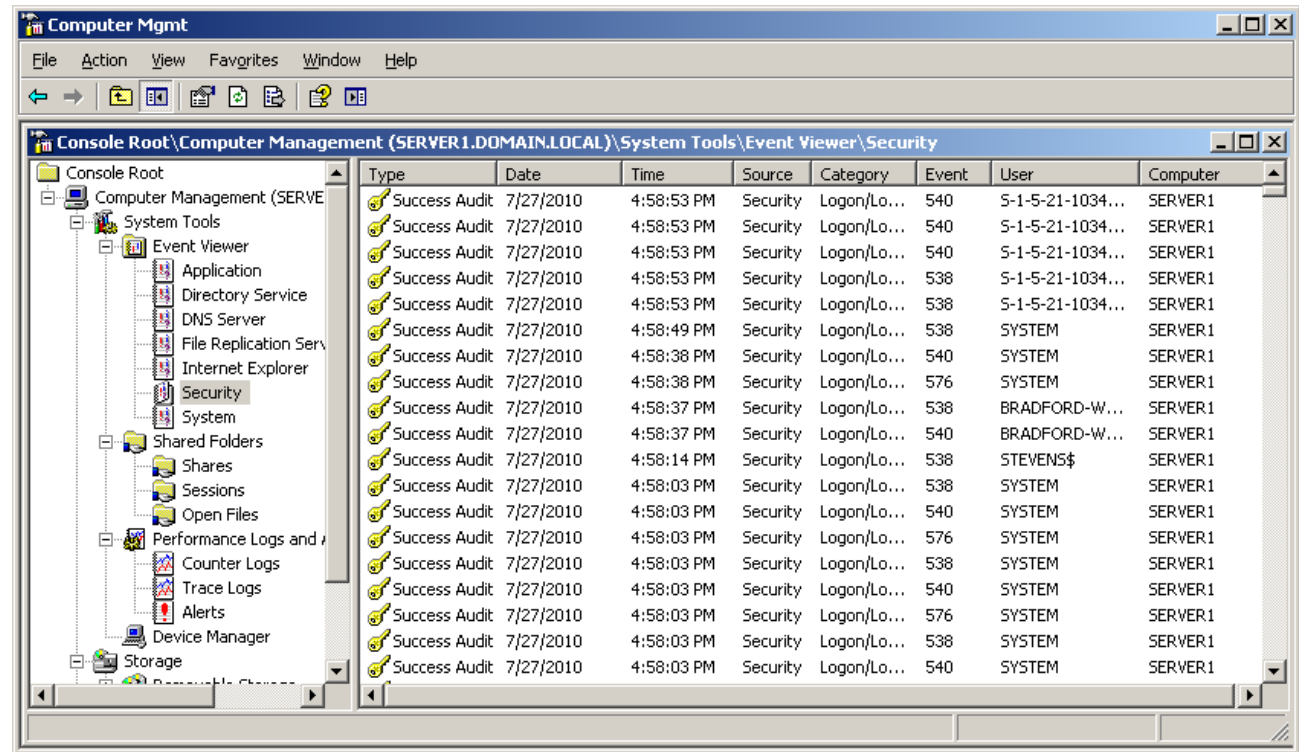 Computer Mgmt
File Action View Favorites Window Help
Console Root\Computer Management (SERVER1.DOMAIN.LOCAL)\System Tools\Event Viewer\Security
Console Root
Computer Management (SERVE
System Tools
Event Viewer
Application
Directory Service
DNS Server
File Replication Serv
Internet Explorer
Security
System
Shared Folders
Shares
Sessions
Open Files
Performance Logs and A
Counter Logs
Trace Logs
Alerts
Device Manager
Storage
Type Date Time Source Category Event User Computer
Success Audit 7/27/2010 4:58:53 PM Security Logon/Lo... 540 S-1-5-21-1034... SERVER1
Success Audit 7/27/2010 4:58:53 PM Security Logon/Lo... 540 S-1-5-21-1034... SERVER1
Success Audit 7/27/2010 4:58:53 PM Security Logon/Lo... 540 S-1-5-21-1034... SERVER1
Success Audit 7/27/2010 4:58:53 PM Security Logon/Lo... 538 S-1-5-21-1034... SERVER1
Success Audit 7/27/2010 4:58:53 PM Security Logon/Lo... 538 S-1-5-21-1034... SERVER1
Success Audit 7/27/2010 4:58:49 PM Security Logon/Lo... 538 SYSTEM SERVER1
Success Audit 7/27/2010 4:58:38 PM Security Logon/Lo... 540 SYSTEM SERVER1
Success Audit 7/27/2010 4:58:38 PM Security Logon/Lo... 576 SYSTEM SERVER1
Success Audit 7/27/2010 4:58:37 PM Security Logon/Lo... 538 BRADFORD-W... SERVER1
Success Audit 7/27/2010 4:58:37 PM Security Logon/Lo... 540 BRADFORD-W... SERVER1
Success Audit 7/27/2010 4:58:14 PM Security Logon/Lo... 538 STEVENS$ SERVER1
Success Audit 7/27/2010 4:58:03 PM Security Logon/Lo... 538 SYSTEM SERVER1
Success Audit 7/27/2010 4:58:03 PM Security Logon/Lo... 540 SYSTEM SERVER1
Success Audit 7/27/2010 4:58:03 PM Security Logon/Lo... 576 SYSTEM SERVER1
Success Audit 7/27/2010 4:58:03 PM Security Logon/Lo... 538 SYSTEM SERVER1
Success Audit 7/27/2010 4:58:03 PM Security Logon/Lo... 540 SYSTEM SERVER1
Success Audit 7/27/2010 4:58:03 PM Security Logon/Lo... 576 SYSTEM SERVER1
Success Audit 7/27/2010 4:58:03 PM Security Logon/Lo... 538 SYSTEM SERVER1
Success Audit 7/27/2010 4:58:03 PM Security Logon/Lo... 540 SYSTEM SERVER1